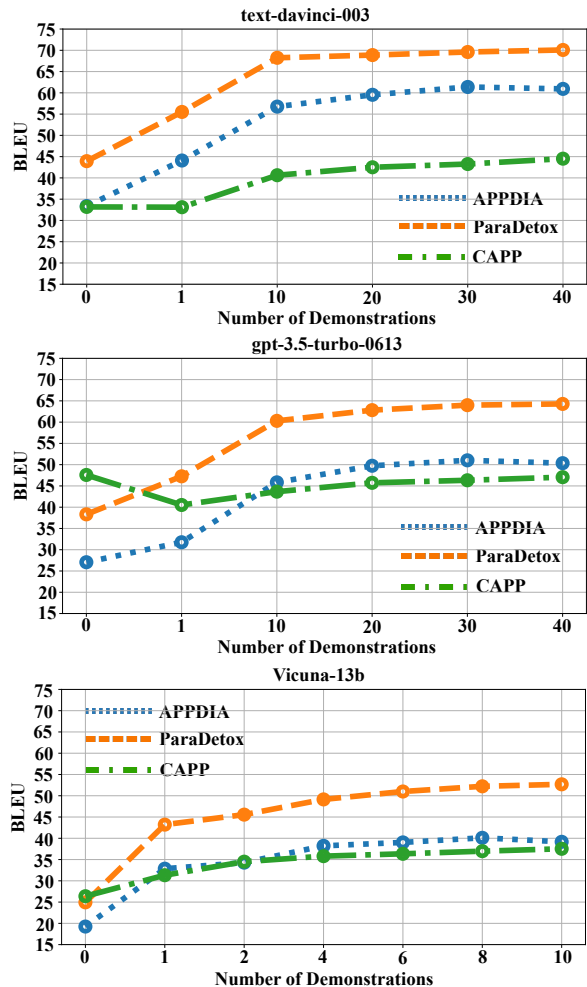 text-davinci-003
75
70
65
60
55
50
45
40
35
30
25
20
15
BLEU
APPDIA
ParaDetox
CAPP
0 1 10 20 30 40
Number of Demonstrations
gpt-3.5-turbo-0613
75
70
65
60
55
50
45
40
35
30
25
20
15
BLEU
APPDIA
ParaDetox
CAPP
0 1 10 20 30 40
Number of Demonstrations
Vicuna-13b
75
70
65
60
55
50
45
40
35
30
25
20
15
BLEU
APPDIA
ParaDetox
CAPP
0 1 2 4 6 8 10
Number of Demonstrations